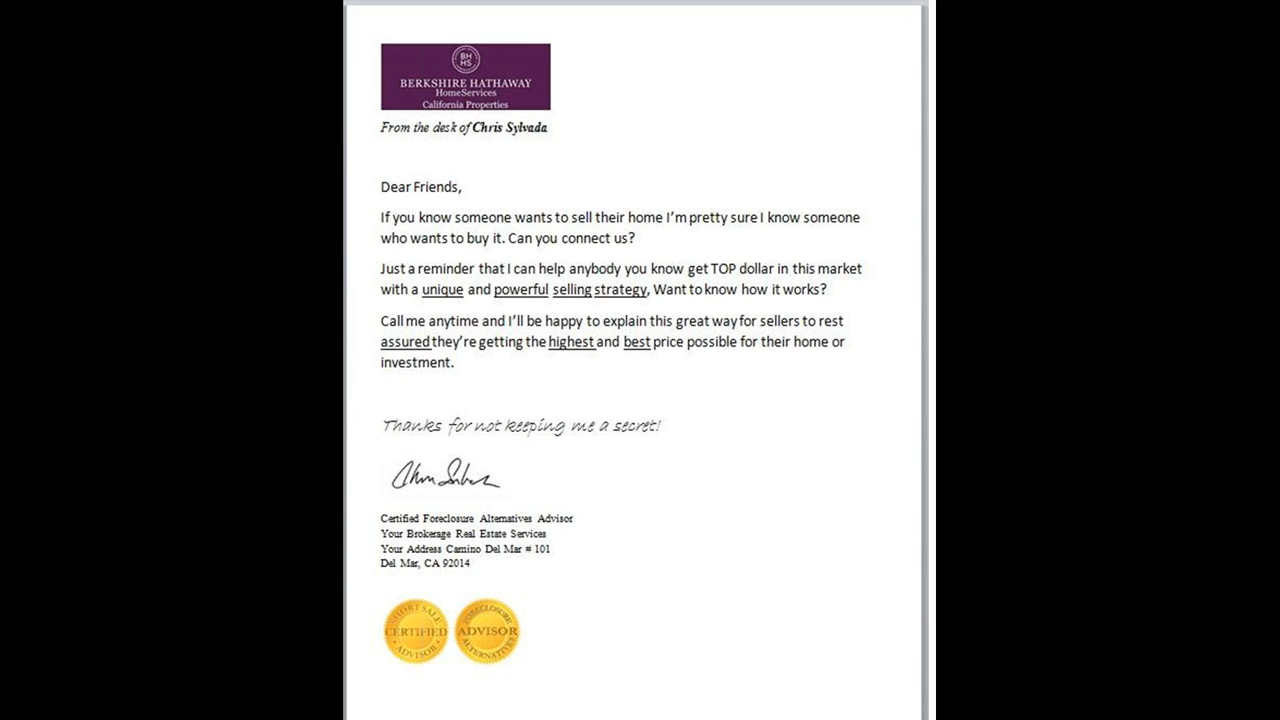 BH
HS
BERKSHIRE HATHAWAY
HomeServices
California Properties
From the desk of Chris Sylvada
Dear Friends,
If you know someone wants to sell their home I'm pretty sure I know someone
who wants to buy it. Can you connect us?
Just a reminder that I can help anybody you know get TOP dollar in this market
with a unique and powerful selling strategy, Want to know how it works?
Call me anytime and I'll be happy to explain this great way for sellers to rest
assured they're getting the highest and best price possible for their home or
investment.
Thanks for not keeping me a secret!
Certified Foreclosure Alternatives Advisor
Your Brokerage Real Estate Services
Your Address Camino Del Mar # 101
Del Mar, CA 92014
SHORT SALE
CERTIFIED
ADVISOR
FORECLOSURE
ADVISOR
ALTERNATIVES